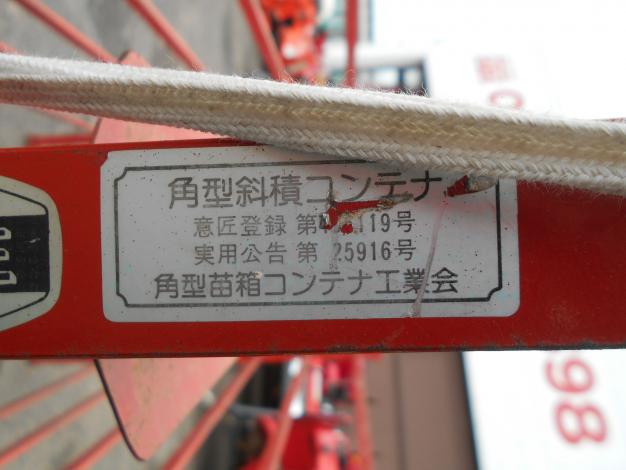 角型斜積コンテナ
意匠登録 第4 119号
実用公告 第 25916号
角型苗箱コンテナ工業会
98